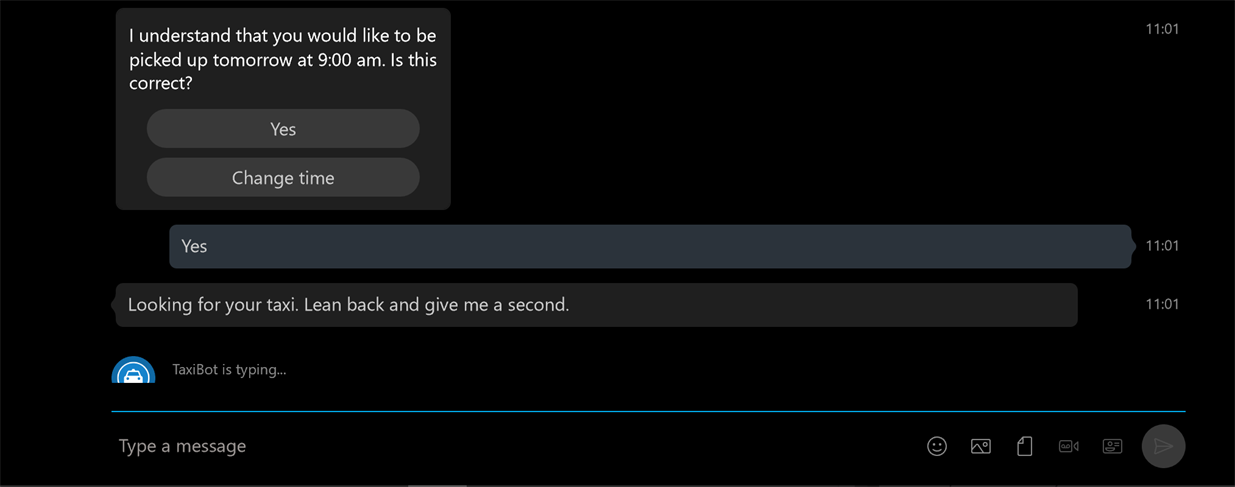 I understand that you would like to be
11:01
picked up tomorrow at 9:00 am. Is this
correct?
Yes
Change time
Yes
11:01
Looking for your taxi. Lean back and give me a second.
11:01
TaxiBot is typing...
Type a message